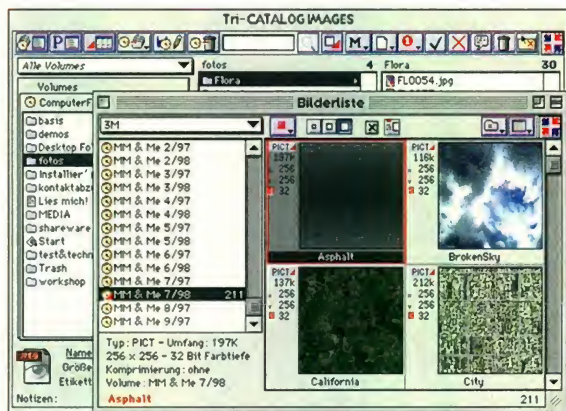 Tri-CATALOG IMAGES
Alle Volumes
fotos 4
Flora 30
Flora
FL0054.jpg
Volumes
ComputerF
basis
demos
Desktop Fo
fotos
Installier'
kontaktabz
Lies mich!
MEDIA
shareware
Start
test&techn
Trash
workshop
Name
Größe
Etikett
Notizen:
Bilderliste
3M
MM & Me 2/97
MM & Me 2/98
MM & Me 3/97
MM & Me 3/98
MM & Me 4/97
MM & Me 4/98
MM & Me 5/97
MM & Me 5/98
MM & Me 6/97
MM & Me 6/98
MM & Me 7/97
MM & Me 7/98 211
MM & Me 8/97
MM & Me 9/97
Typ: PICT - Umfang: 197K
256 x 256 - 32 Bit Farbtiefe
Komprimierung: ohne
Volume: MM & Me 7/98
Asphalt 211
PICT
197k
256
256
32
Asphalt
PICT
116k
256
256
32
BrokenSky
PICT
137k
256
256
32
California
PICT
212k
256
256
32
City